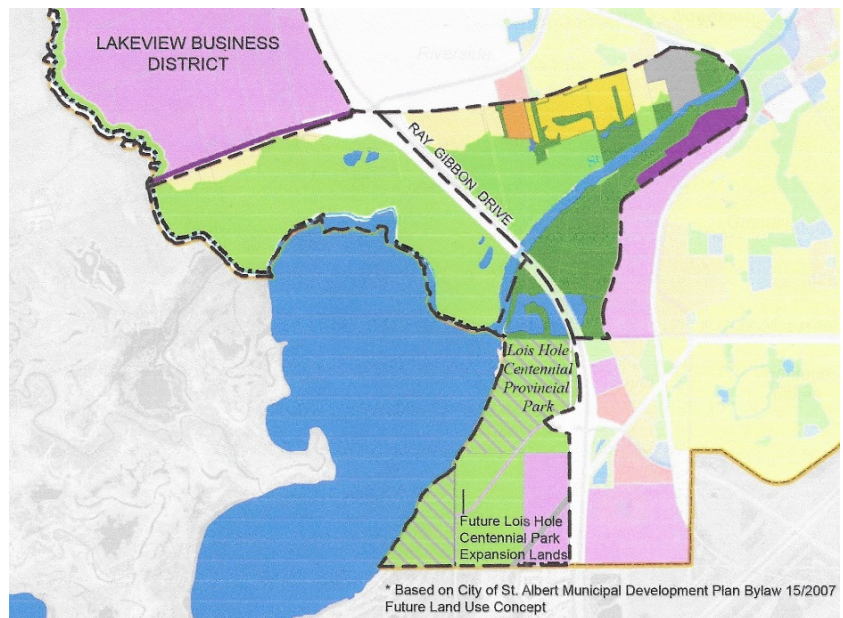 LAKEVIEW BUSINESS
DISTRICT
Riverside
RAY GIBBON DRIVE
Lois Hole
Centennial
Provincial
Park
Future Lois Hole
Centennial Park
Expansion Lands
* Based on City of St. Albert Municipal Development Plan Bylaw 15/2007
Future Land Use Concept